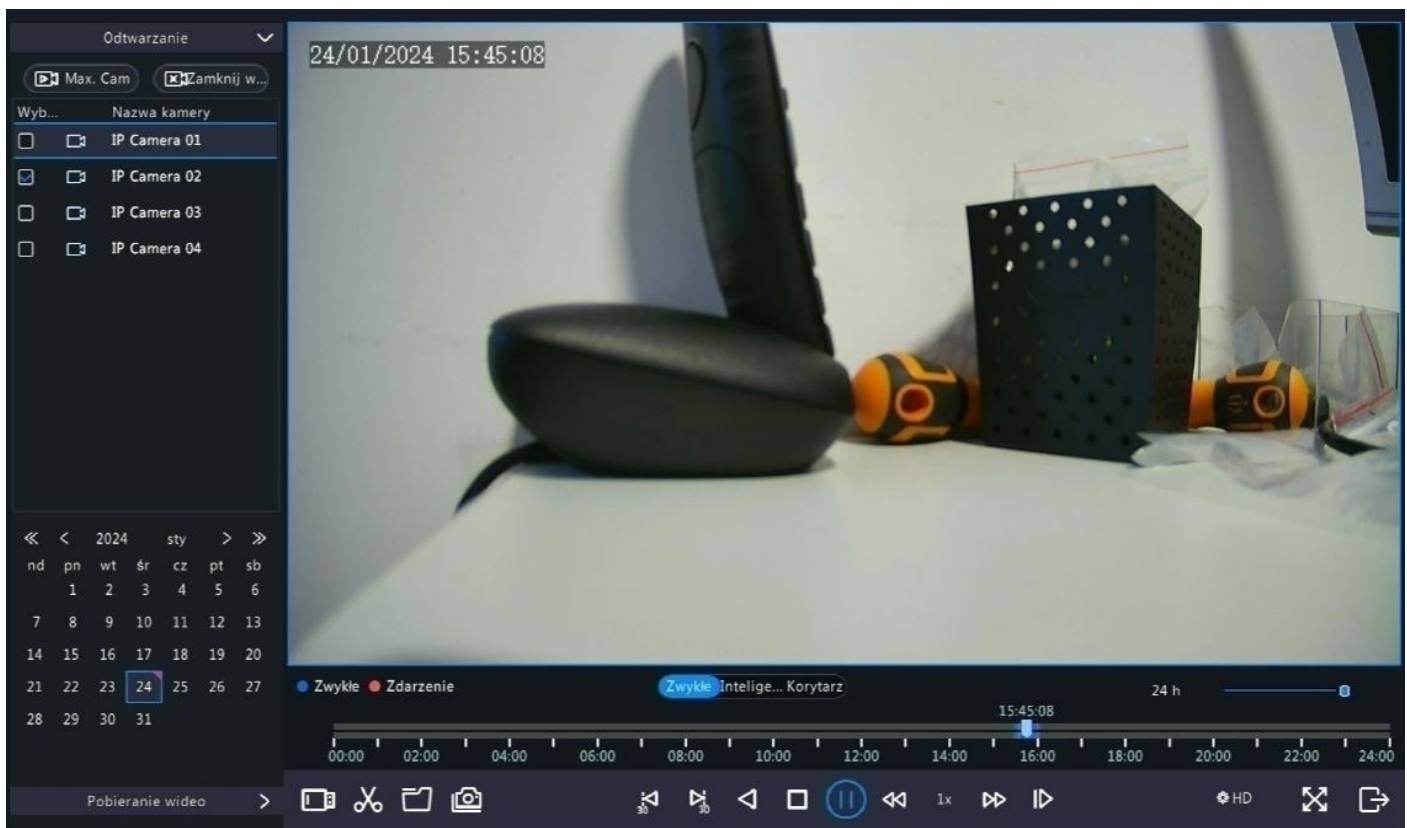 Odtwarzanie
Max. Cam Zamknij w...
Wyb... Nazwa kamery
IP Camera 01
IP Camera 02
IP Camera 03
IP Camera 04
2024 sty
nd pn wt śr cz pt sb
1 2 3 4 5 6
7 8 9 10 11 12 13
14 15 16 17 18 19 20
21 22 23 24 25 26 27
28 29 30 31
Pobieranie wideo
24/01/2024 15:45:08
Zwykłe Zdarzenie Zwykłe Intelige... Korytarz 24 h
15:45:08
00:00 02:00 04:00 06:00 08:00 10:00 12:00 14:00 16:00 18:00 20:00 22:00 24:00
30 30 1x HD